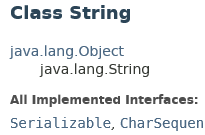 Class String
java.lang.Object
java.lang.String
All Implemented Interfaces:
Serializable, CharSequen